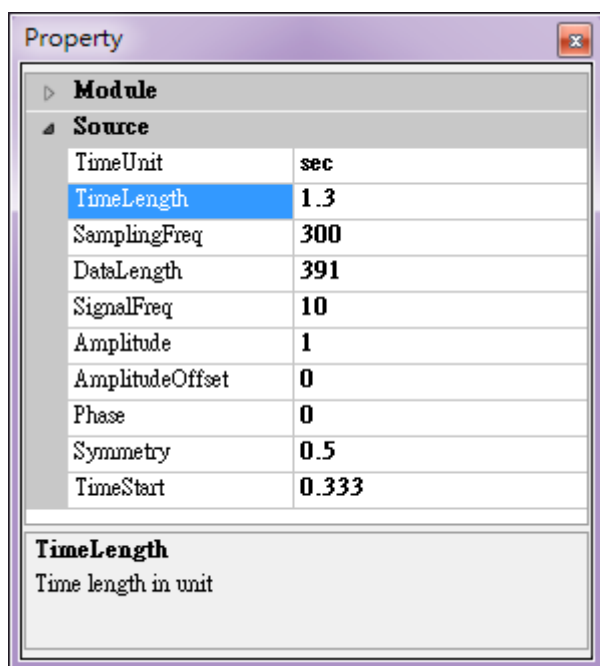 Property
Module
Source
TimeUnit sec
TimeLength 1.3
SamplingFreq 300
DataLength 391
SignalFreq 10
Amplitude 1
AmplitudeOffset 0
Phase 0
Symmetry 0.5
TimeStart 0.333
TimeLength
Time length in unit